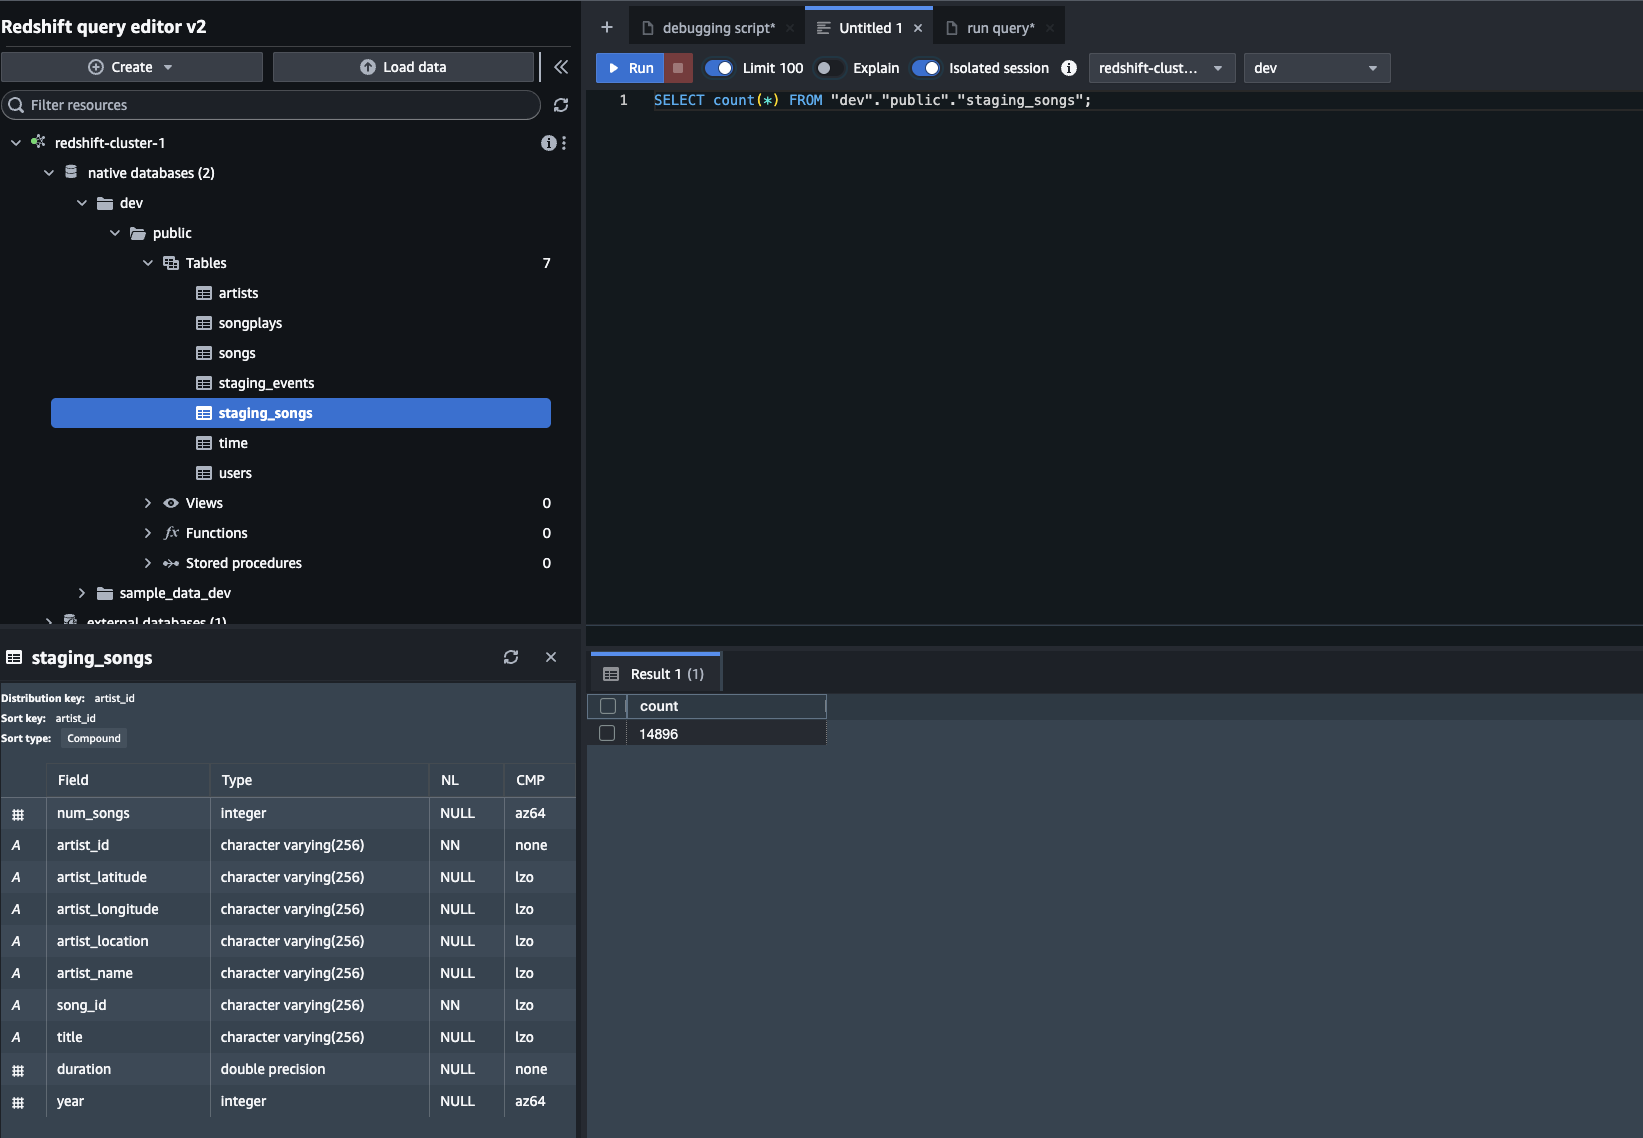 Redshift query editor v2
Create
Load data
Filter resources
redshift-cluster-1
native databases (2)
dev
public
Tables 7
artists
songplays
songs
staging_events
staging_songs
time
users
Views 0
fx Functions 0
Stored procedures 0
sample_data_dev
external databases (1)
staging_songs
Distribution key: artist_id
Sort key: artist_id
Sort type: Compound
Field Type NL CMP
num_songs integer NULL az64
A artist_id character varying(256) NN none
A artist_latitude character varying(256) NULL lzo
A artist_longitude character varying(256) NULL lzo
A artist_location character varying(256) NULL lzo
A artist_name character varying(256) NULL lzo
A song_id character varying(256) NN lzo
A title character varying(256) NULL lzo
duration double precision NULL none
year integer NULL az64
debugging script* Untitled 1 run query*
Run Limit 100 Explain Isolated session redshift-clust... dev
1 SELECT count(*) FROM "dev"."public"."staging_songs";
Result 1 (1)
count
14896